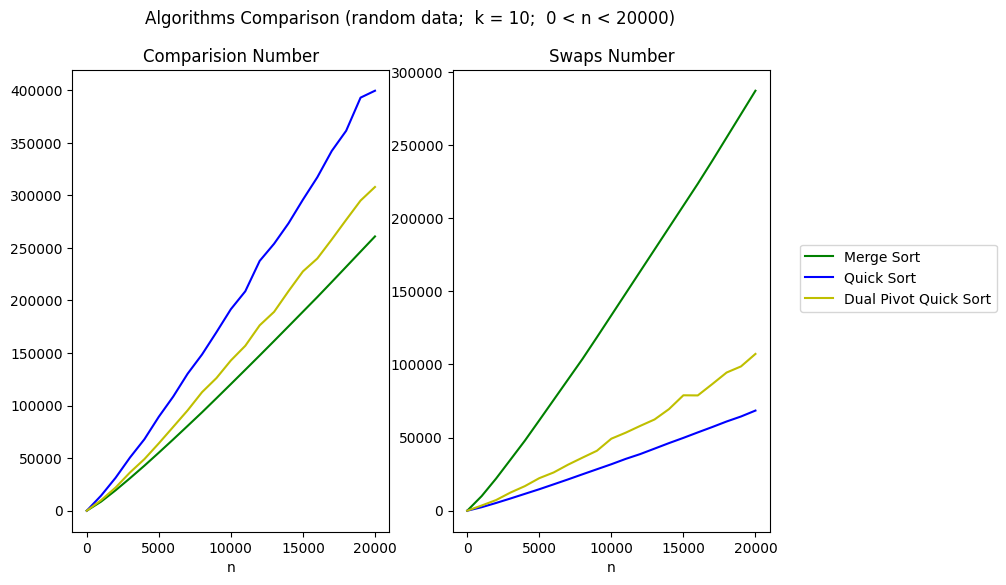 Algorithms Comparison (random data;  k = 10;  0 < n < 20000)
Comparision Number
400000
350000
300000
250000
200000
150000
100000
50000
0
0 5000 10000 15000 20000
n
Swaps Number
300000
250000
200000
150000
100000
50000
0
0 5000 10000 15000 20000
n
Merge Sort
Quick Sort
Dual Pivot Quick Sort